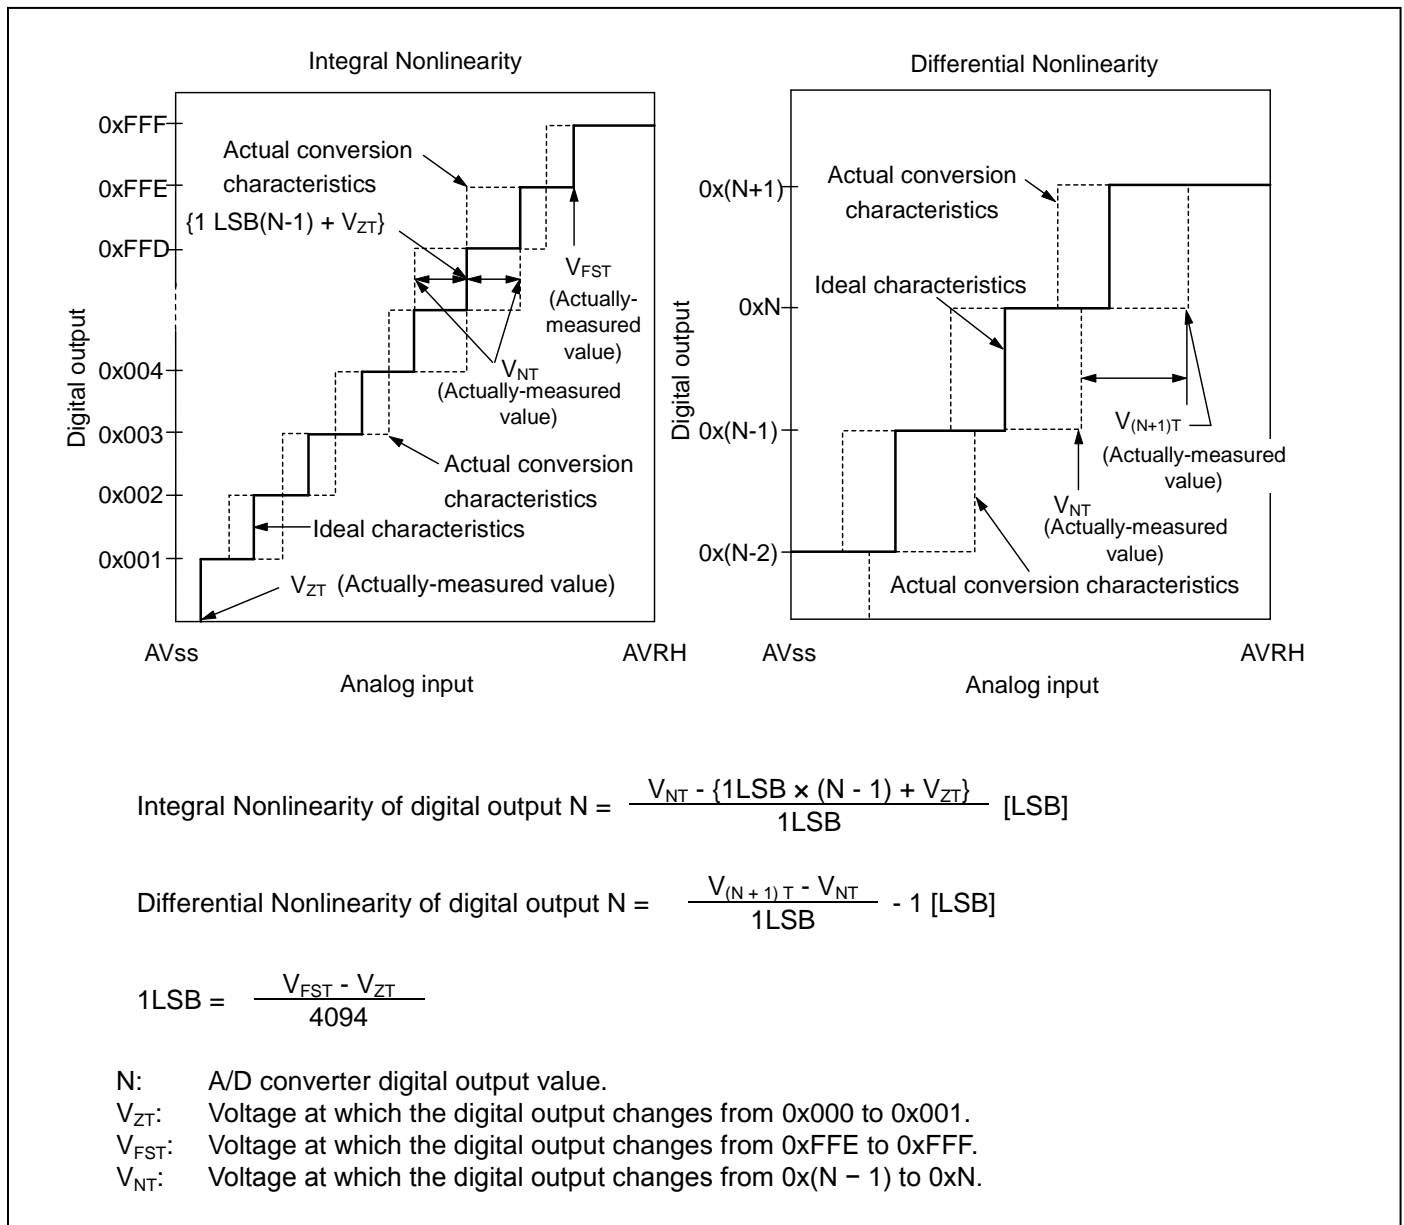 Integral Nonlinearity
0xFFF
0xFFE
0xFFD
0x004
0x003
0x002
0x001
Digital output
Actual conversion
characteristics
{1 LSB(N-1) + VZT}
VFST
(Actually-
measured
value)
VNT
(Actually-measured
value)
Actual conversion
characteristics
Ideal characteristics
VZT (Actually-measured value)
AVss
AVRH
Analog input
Differential Nonlinearity
0x(N+1)
0xN
0x(N-1)
0x(N-2)
Digital output
Actual conversion
characteristics
Ideal characteristics
V(N+1)T
(Actually-measured
value)
VNT
(Actually-measured
value)
Actual conversion characteristics
AVss
AVRH
Analog input
Integral Nonlinearity of digital output N = VNT - {1LSB × (N - 1) + VZT} / 1LSB [LSB]
Differential Nonlinearity of digital output N = V(N + 1) T - VNT / 1LSB - 1 [LSB]
1LSB = VFST - VZT / 4094
N: A/D converter digital output value.
VZT: Voltage at which the digital output changes from 0x000 to 0x001.
VFST: Voltage at which the digital output changes from 0xFFE to 0xFFF.
VNT: Voltage at which the digital output changes from 0x(N − 1) to 0xN.